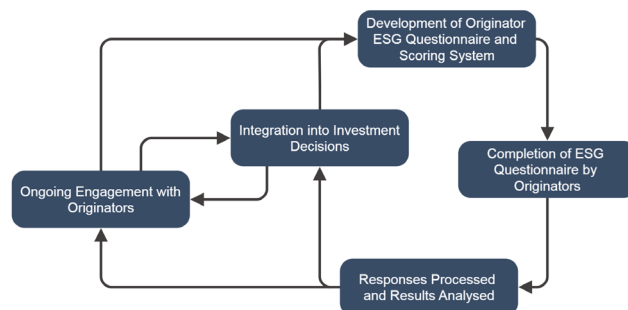 Development of Originator
ESG Questionnaire and
Scoring System
Integration into Investment
Decisions
Completion of ESG
Questionnaire by
Originators
Ongoing Engagement with
Originators
Responses Processed
and Results Analysed